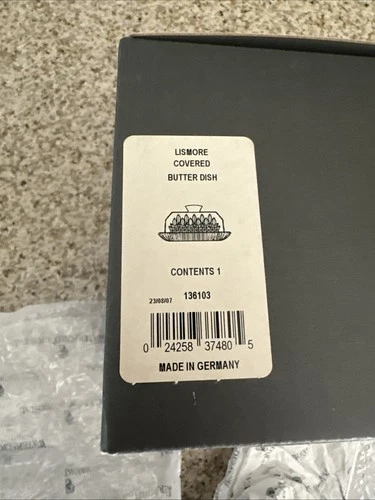 LISMORE
COVERED
BUTTER DISH
CONTENTS 1
23/08/07 136103
0 24258 37480 5
MADE IN GERMANY